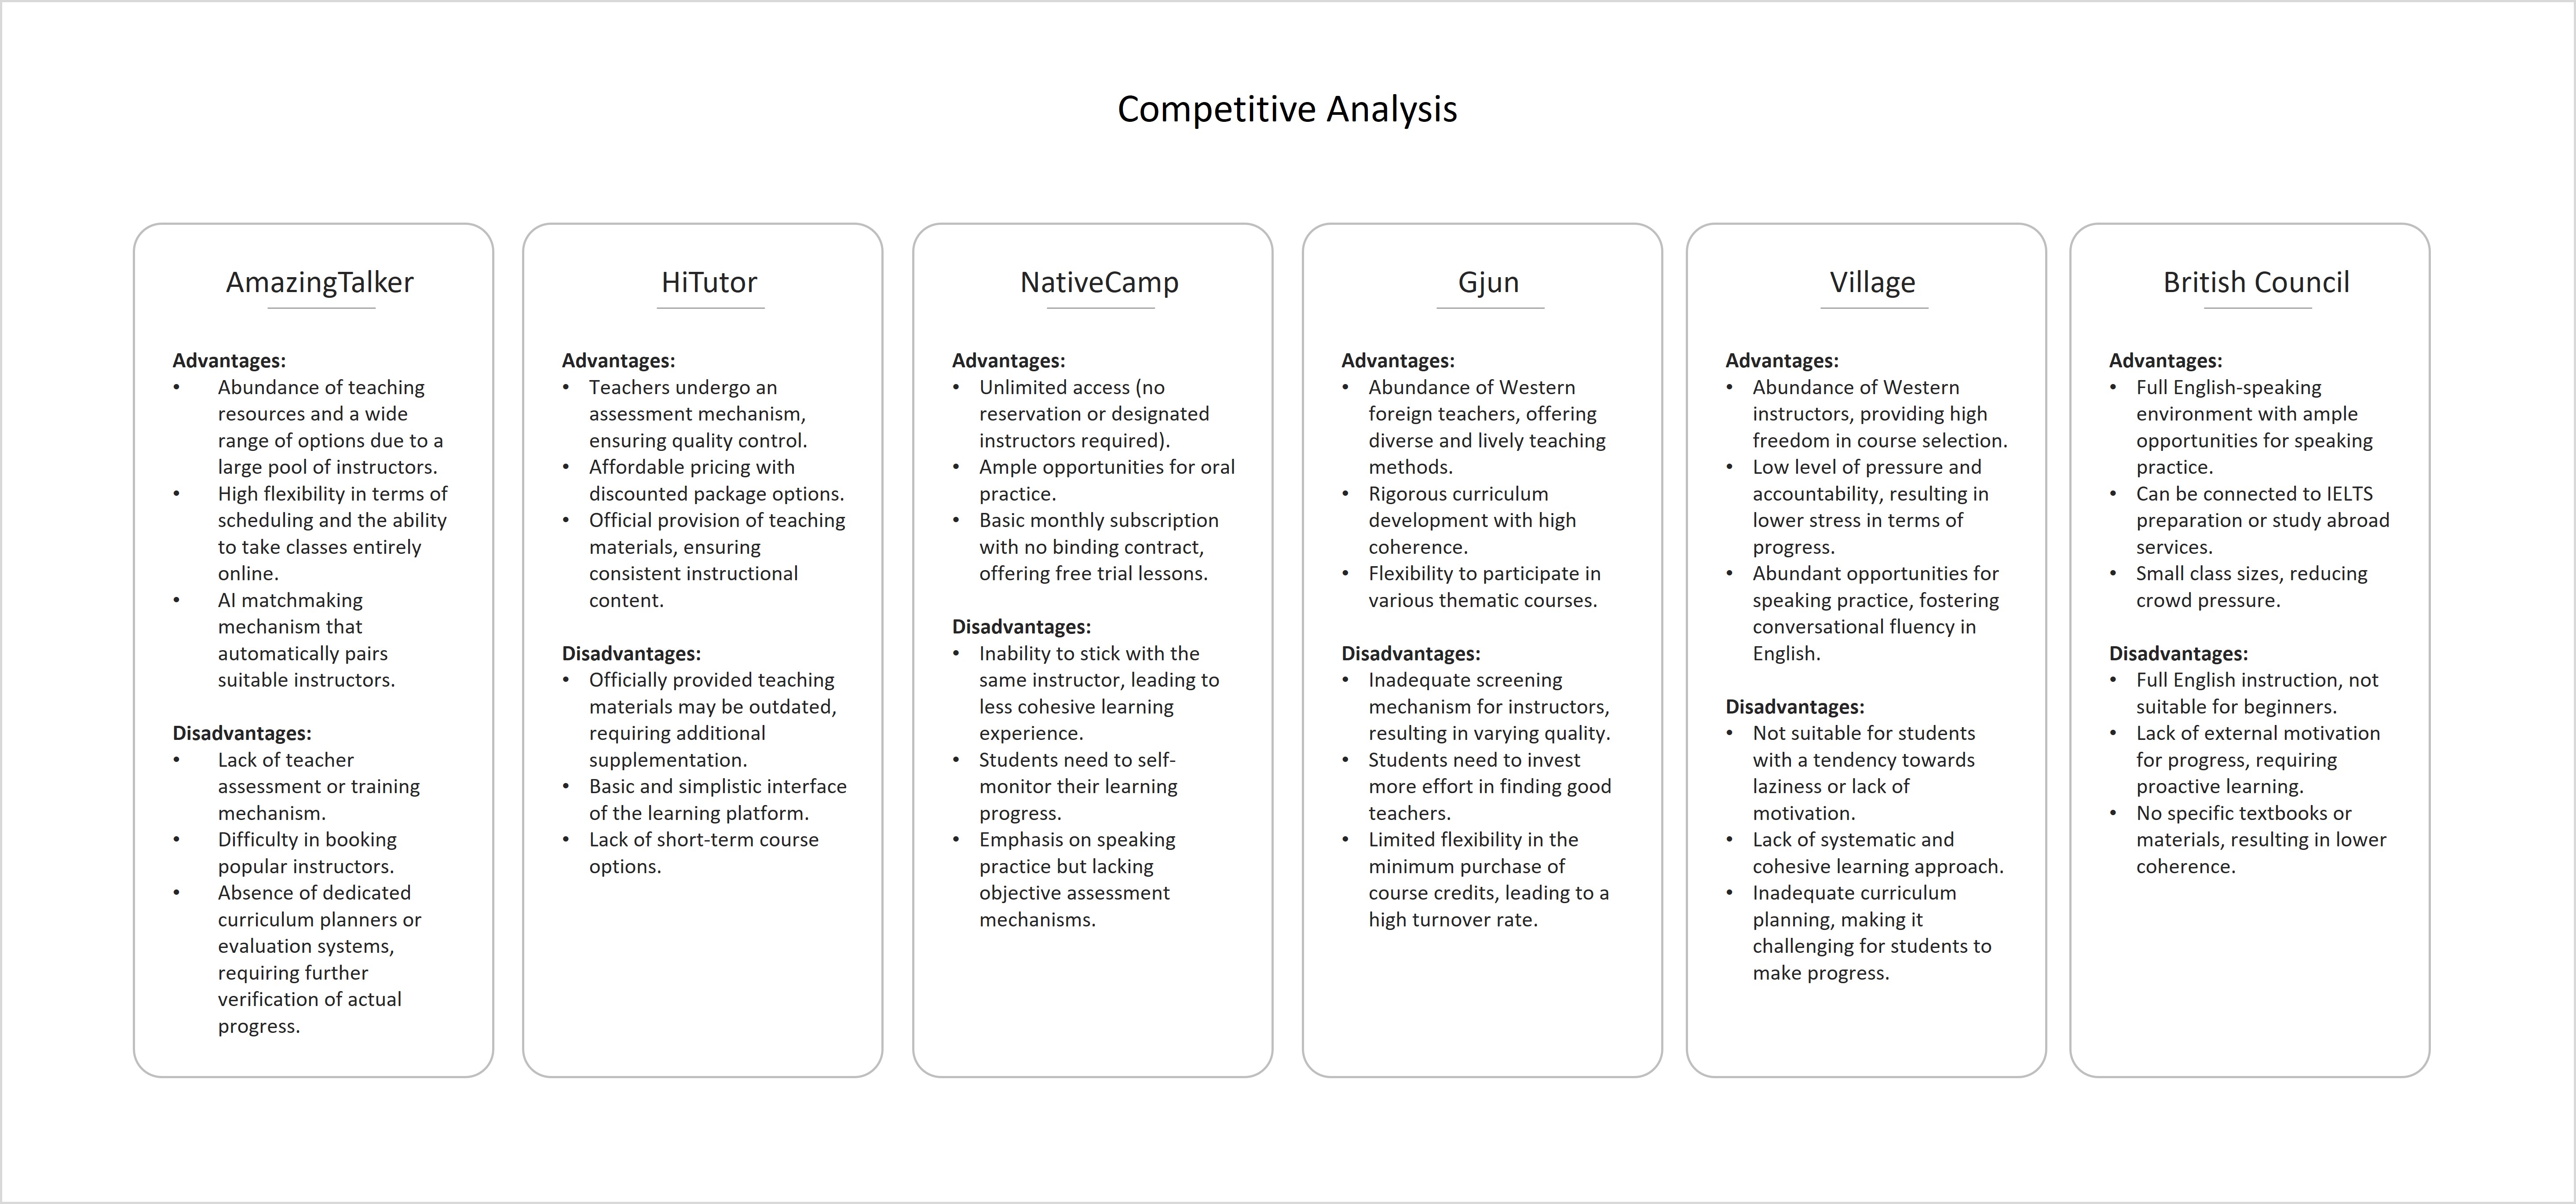 Competitive Analysis
AmazingTalker
Advantages:
• Abundance of teaching
resources and a wide
range of options due to a
large pool of instructors.
• High flexibility in terms of
scheduling and the ability
to take classes entirely
online.
• AI matchmaking
mechanism that
automatically pairs
suitable instructors.
Disadvantages:
• Lack of teacher
assessment or training
mechanism.
• Difficulty in booking
popular instructors.
• Absence of dedicated
curriculum planners or
evaluation systems,
requiring further
verification of actual
progress.
HiTutor
Advantages:
• Teachers undergo an
assessment mechanism,
ensuring quality control.
• Affordable pricing with
discounted package options.
• Official provision of teaching
materials, ensuring
consistent instructional
content.
Disadvantages:
• Officially provided teaching
materials may be outdated,
requiring additional
supplementation.
• Basic and simplistic interface
of the learning platform.
• Lack of short-term course
options.
NativeCamp
Advantages:
• Unlimited access (no
reservation or designated
instructors required).
• Ample opportunities for oral
practice.
• Basic monthly subscription
with no binding contract,
offering free trial lessons.
Disadvantages:
• Inability to stick with the
same instructor, leading to
less cohesive learning
experience.
• Students need to self-
monitor their learning
progress.
• Emphasis on speaking
practice but lacking
objective assessment
mechanisms.
Gjun
Advantages:
• Abundance of Western
foreign teachers, offering
diverse and lively teaching
methods.
• Rigorous curriculum
development with high
coherence.
• Flexibility to participate in
various thematic courses.
Disadvantages:
• Inadequate screening
mechanism for instructors,
resulting in varying quality.
• Students need to invest
more effort in finding good
teachers.
• Limited flexibility in the
minimum purchase of
course credits, leading to a
high turnover rate.
Village
Advantages:
• Abundance of Western
instructors, providing high
freedom in course selection.
• Low level of pressure and
accountability, resulting in
lower stress in terms of
progress.
• Abundant opportunities for
speaking practice, fostering
conversational fluency in
English.
Disadvantages:
• Not suitable for students
with a tendency towards
laziness or lack of
motivation.
• Lack of systematic and
cohesive learning approach.
• Inadequate curriculum
planning, making it
challenging for students to
make progress.
British Council
Advantages:
• Full English-speaking
environment with ample
opportunities for speaking
practice.
• Can be connected to IELTS
preparation or study abroad
services.
• Small class sizes, reducing
crowd pressure.
Disadvantages:
• Full English instruction, not
suitable for beginners.
• Lack of external motivation
for progress, requiring
proactive learning.
• No specific textbooks or
materials, resulting in lower
coherence.